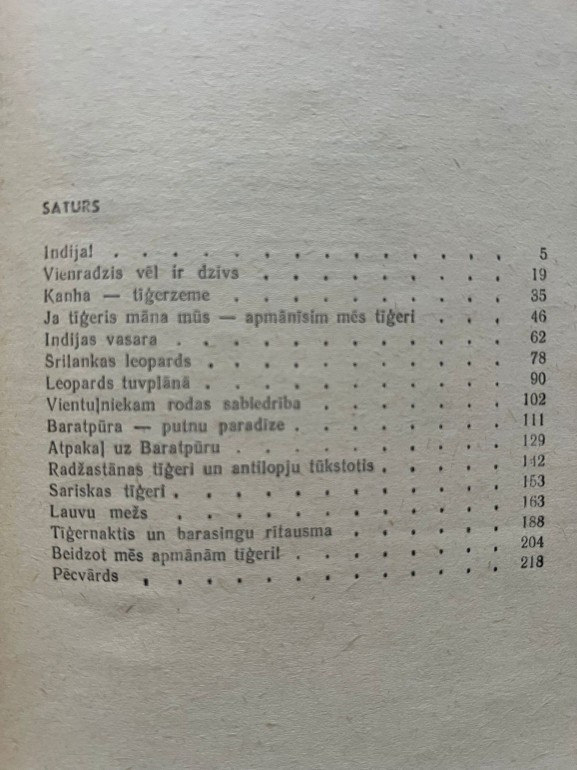 SATURS
Indija! . . . . . . . . . . . . . . 5
Vienradzis vēl ir dzīvs . . . . . . . . . 19
Kanha — tīģerzeme . . . . . . . . . . 35
Ja tīģeris māna mūs — apmānīsim mēs tīģeri . . . 46
Indijas vasara . . . . . . . . . . . . 62
Srilankas leopards . . . . . . . . . . . 78
Leopards tuvplānā . . . . . . . . . . . 90
Vientuļniekam rodas sabiedrība . . . . . . . 102
Baratpūra — putnu paradīze . . . . . . . . 111
Atpakaļ uz Baratpūru . . . . . . . . . . 129
Radžastānas tīģeri un antilopju tūkstotis . . . . . 142
Sariskas tīģeri . . . . . . . . . . . . 153
Lauvu mežs . . . . . . . . . . . . . 163
Tīģernaktis un barasingu rītausma . . . . . . 188
Beidzot mēs apmānām tīģeri! . . . . . . . . 204
Pēcvārds . . . . . . . . . . . . . 218